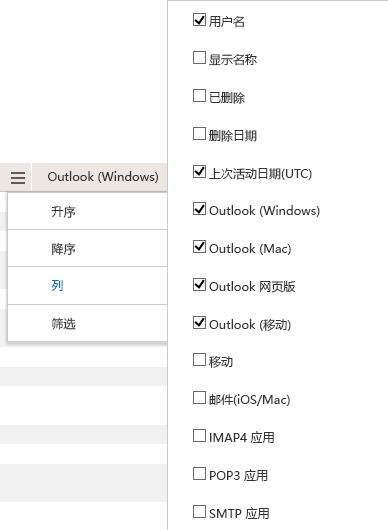 用户名
显示名称
已删除
删除日期
上次活动日期(UTC)
Outlook (Windows)
Outlook (Mac)
Outlook 网页版
Outlook (移动)
移动
邮件(iOS/Mac)
IMAP4 应用
POP3 应用
SMTP 应用
Outlook (Windows)
升序
降序
列
筛选